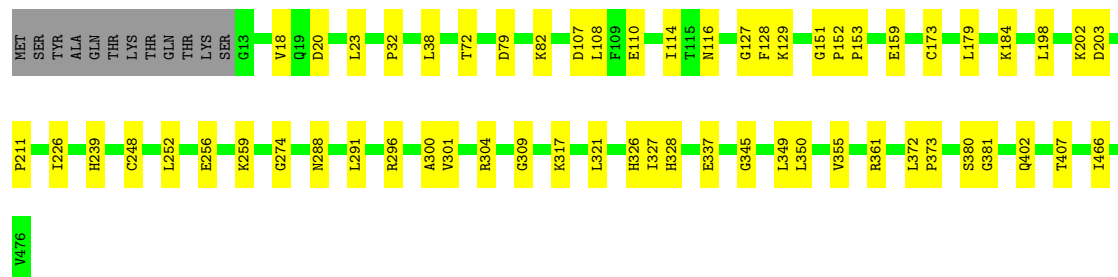 MET SER TYR ALA GLN THR LYS THR GLN THR LYS SER G13 V18 Q19 D20 L23 P32 L38 T72 D79 K82 D107 L108 F109 E110 I114 T115 N116 G127 F128 K129 G151 P152 P153 E159 C173 L179 K184 L198 K202 D203
P211 I226 H239 C248 L252 E256 K259 G274 N288 L291 R296 A300 V301 R304 G309 K317 L321 H326 I327 H328 E337 G345 L349 L350 V355 R361 L372 P373 S380 G381 Q402 T407 I466
V476